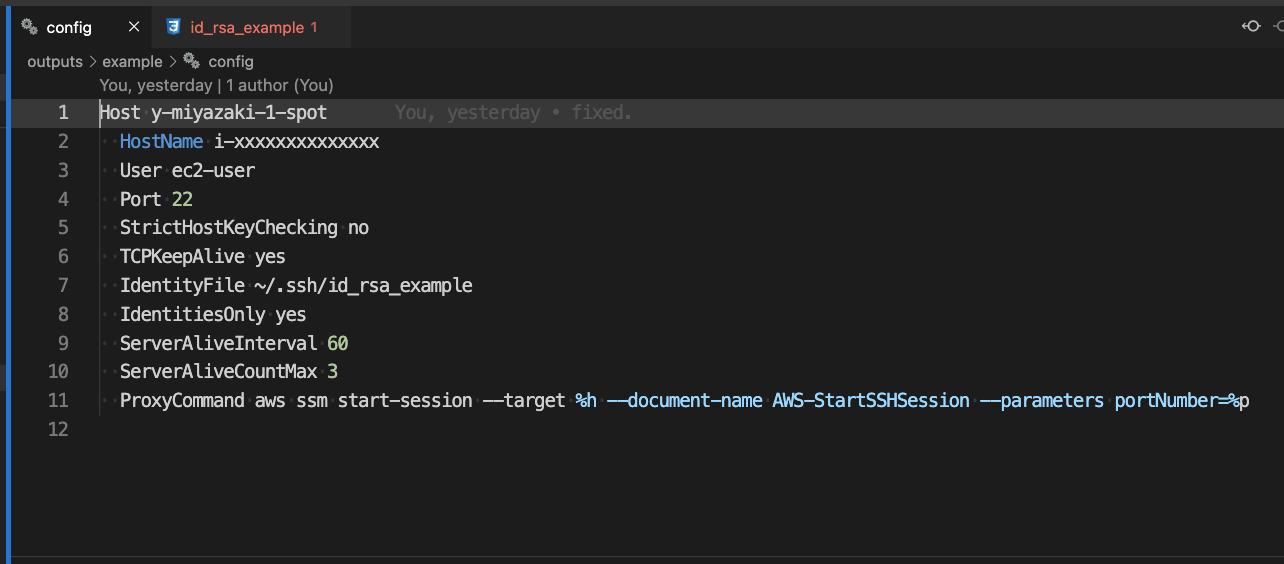 config
id_rsa_example 1
outputs > example > config
You, yesterday | 1 author (You)
1 Host y-miyazaki-1-spot You, yesterday • fixed.
2 HostName i-xxxxxxxxxxxxxx
3 User ec2-user
4 Port 22
5 StrictHostKeyChecking no
6 TCPKeepAlive yes
7 IdentityFile ~/.ssh/id_rsa_example
8 IdentitiesOnly yes
9 ServerAliveInterval 60
10 ServerAliveCountMax 3
11 ProxyCommand aws ssm start-session --target %h --document-name AWS-StartSSHSession --parameters portNumber=%p
12